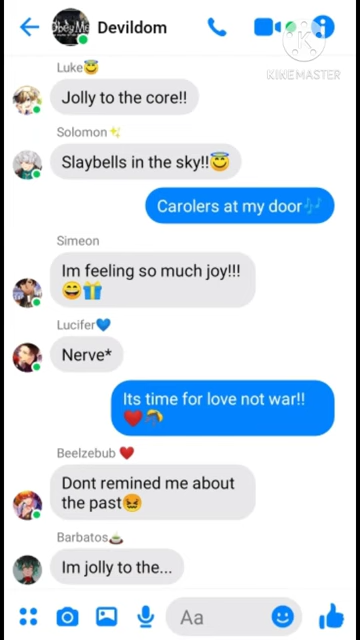 Obey Me
Devildom
KINEMASTER
Luke😇
Jolly to the core!!
Solomon✨
Slaybells in the sky!!😇
Carolers at my door🎶
Simeon
Im feeling so much joy!!!
😄🎁
Lucifer💙
Nerve*
Its time for love not war!!
❤️🪅
Beelzebub ❤️
Dont remined me about
the past😖
Barbatos🍵
Im jolly to the...
Aa